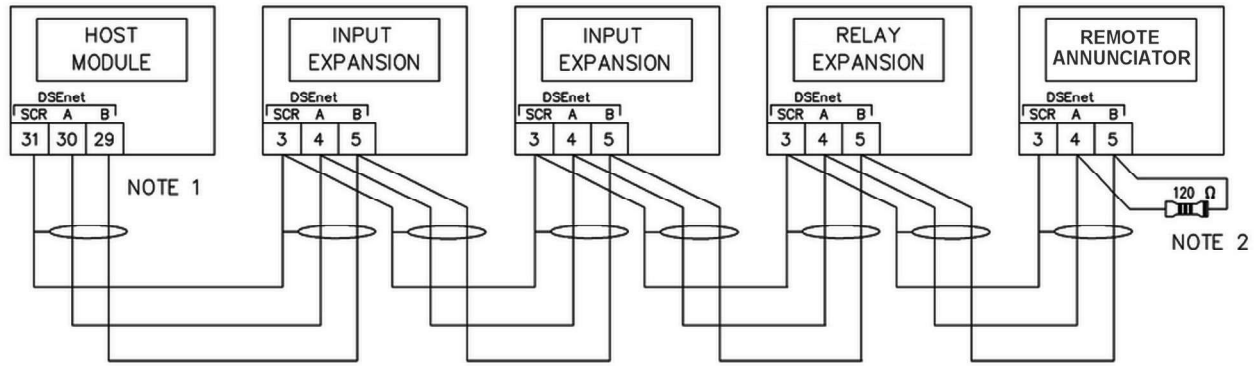 HOST
MODULE
DSEnet
SCR A B
31 30 29
NOTE 1
INPUT
EXPANSION
DSEnet
SCR A B
3 4 5
INPUT
EXPANSION
DSEnet
SCR A B
3 4 5
RELAY
EXPANSION
DSEnet
SCR A B
3 4 5
REMOTE
ANNUNCIATOR
DSEnet
SCR A B
3 4 5
120 Ω
NOTE 2